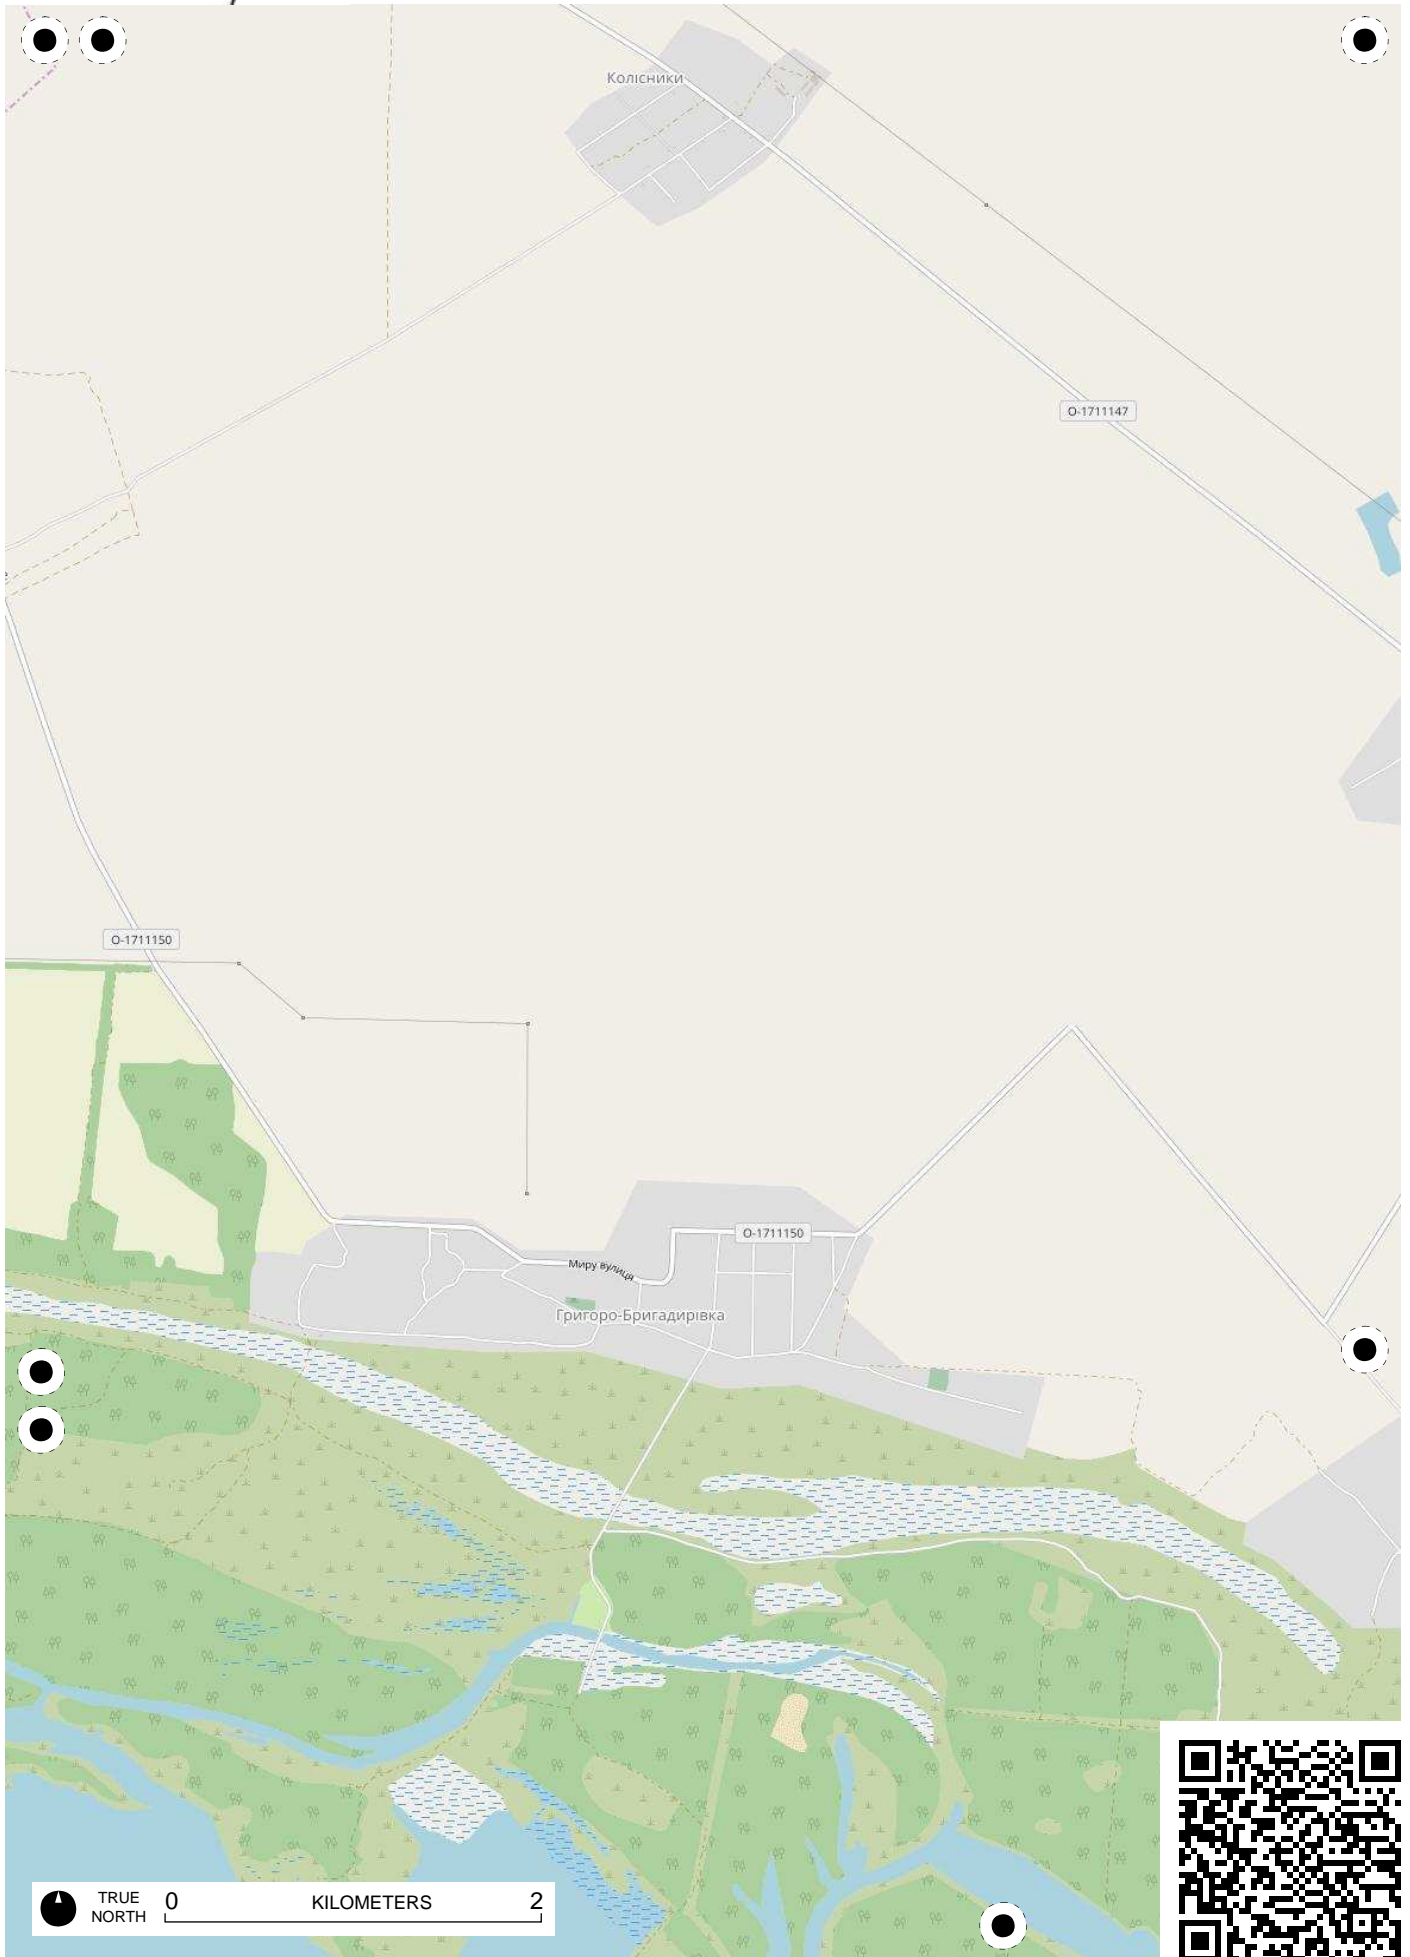 Колісники
О-1711147
О-1711150
О-1711150
Миру вулиця
Григоро-Бригадирівка
TRUE NORTH
0 KILOMETERS 2